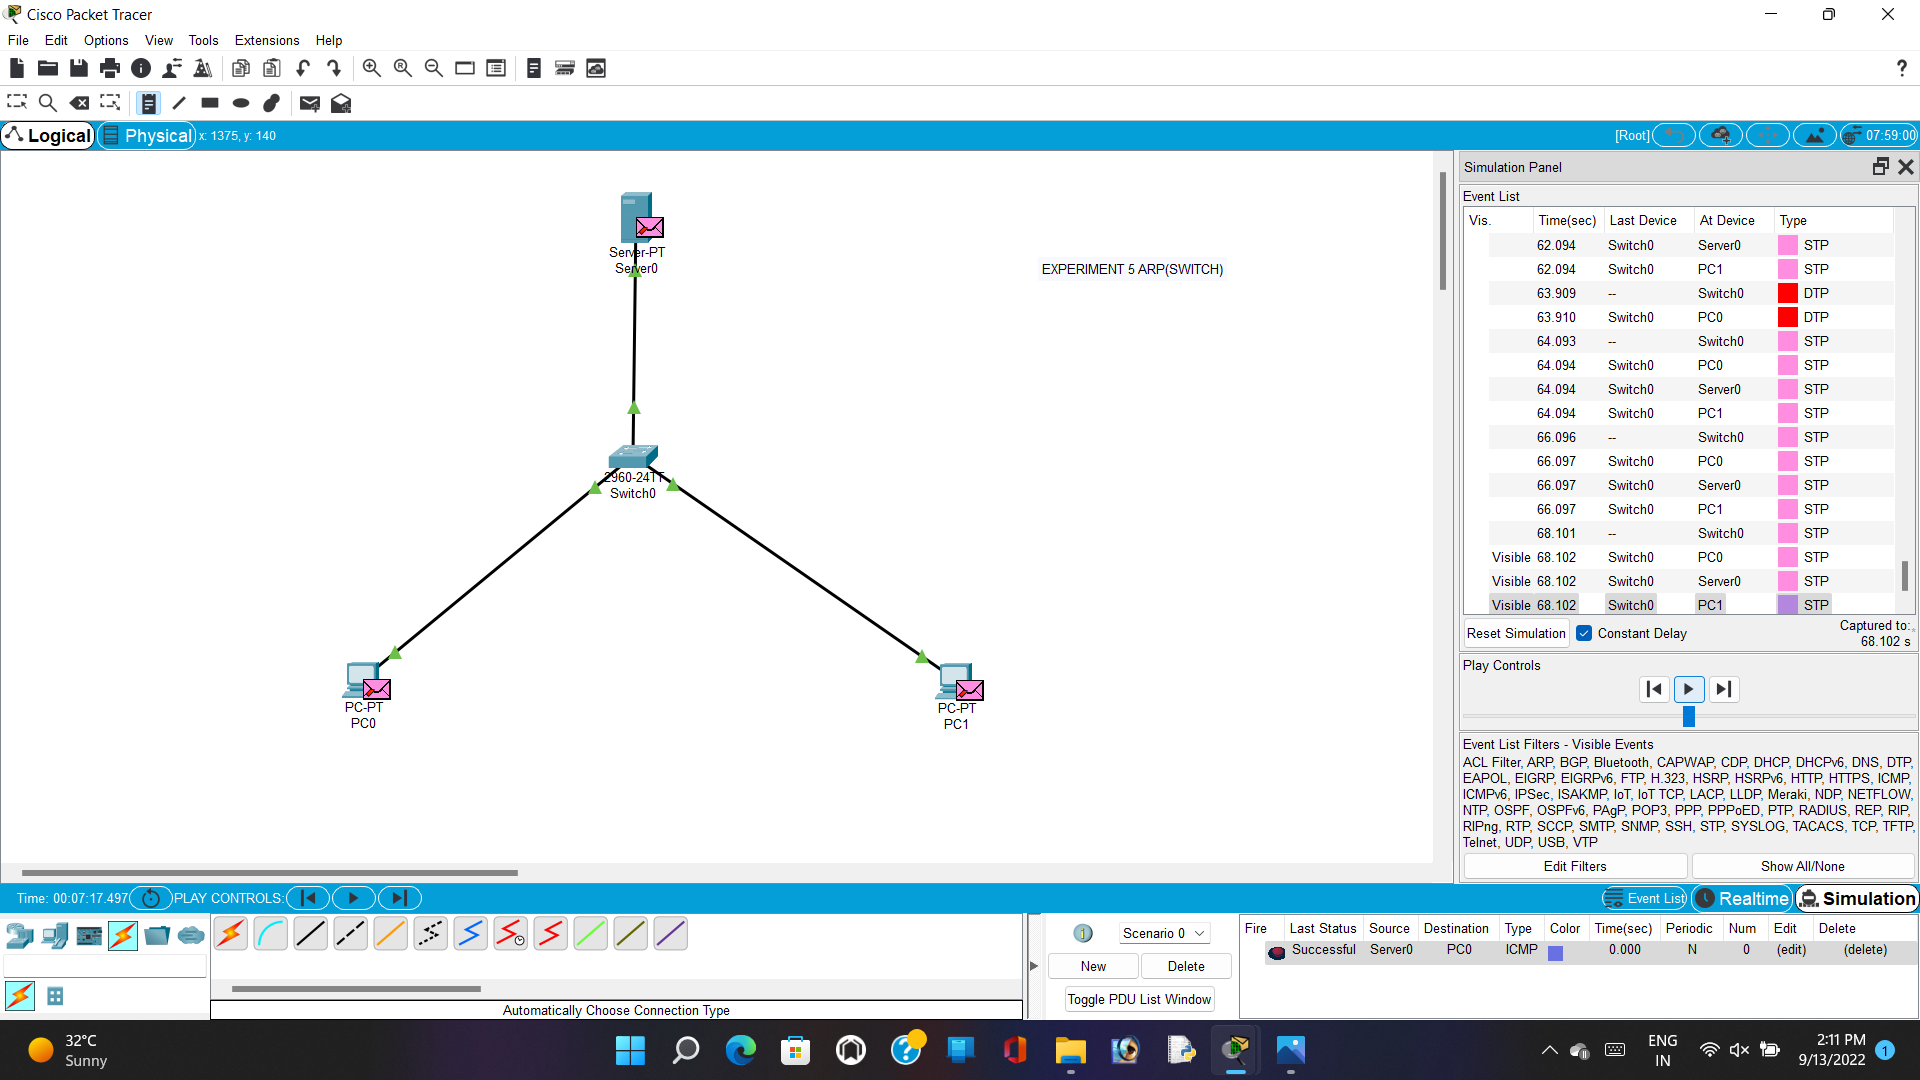 Cisco Packet Tracer
File Edit Options View Tools Extensions Help
?
Logical Physical x: 1375, y: 140 [Root] 07:59:00
Server-PT
Server0
EXPERIMENT 5 ARP(SWITCH)
2960-24TT
Switch0
PC-PT
PC0
PC-PT
PC1
Simulation Panel
Event List
Vis. Time(sec) Last Device At Device Type
62.094 Switch0 Server0 STP
62.094 Switch0 PC1 STP
63.909 -- Switch0 DTP
63.910 Switch0 PC0 DTP
64.093 -- Switch0 STP
64.094 Switch0 PC0 STP
64.094 Switch0 Server0 STP
64.094 Switch0 PC1 STP
66.096 -- Switch0 STP
66.097 Switch0 PC0 STP
66.097 Switch0 Server0 STP
66.097 Switch0 PC1 STP
68.101 -- Switch0 STP
Visible 68.102 Switch0 PC0 STP
Visible 68.102 Switch0 Server0 STP
Visible 68.102 Switch0 PC1 STP
Reset Simulation Constant Delay Captured to:
68.102 s
Play Controls
Event List Filters - Visible Events
ACL Filter, ARP, BGP, Bluetooth, CAPWAP, CDP, DHCP, DHCPv6, DNS, DTP,
EAPOL, EIGRP, EIGRPv6, FTP, H.323, HSRP, HSRPv6, HTTP, HTTPS, ICMP,
ICMPv6, IPSec, ISAKMP, IoT, IoT TCP, LACP, LLDP, Meraki, NDP, NETFLOW,
NTP, OSPF, OSPFv6, PAgP, POP3, PPP, PPPoED, PTP, RADIUS, REP, RIP,
RIPng, RTP, SCCP, SMTP, SNMP, SSH, STP, SYSLOG, TACACS, TCP, TFTP,
Telnet, UDP, USB, VTP
Edit Filters Show All/None
Time: 00:07:17.497 PLAY CONTROLS: Event List Realtime Simulation
Automatically Choose Connection Type
1 Scenario 0
New Delete
Toggle PDU List Window
Fire Last Status Source Destination Type Color Time(sec) Periodic Num Edit Delete
Successful Server0 PC0 ICMP 0.000 N 0 (edit) (delete)
32°C
Sunny
ENG
IN
2:11 PM
9/13/2022
1